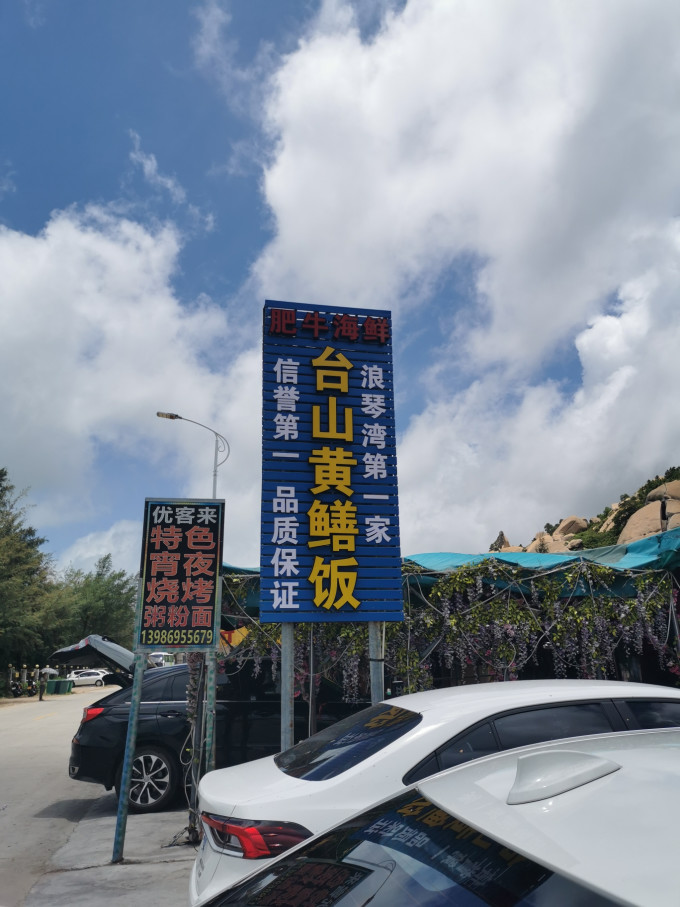 肥牛海鲜
浪琴湾第一家
台山黄鳝饭
信誉第一 品质保证
优客来
特色
宵夜
烧烤
粥粉面
13986955679